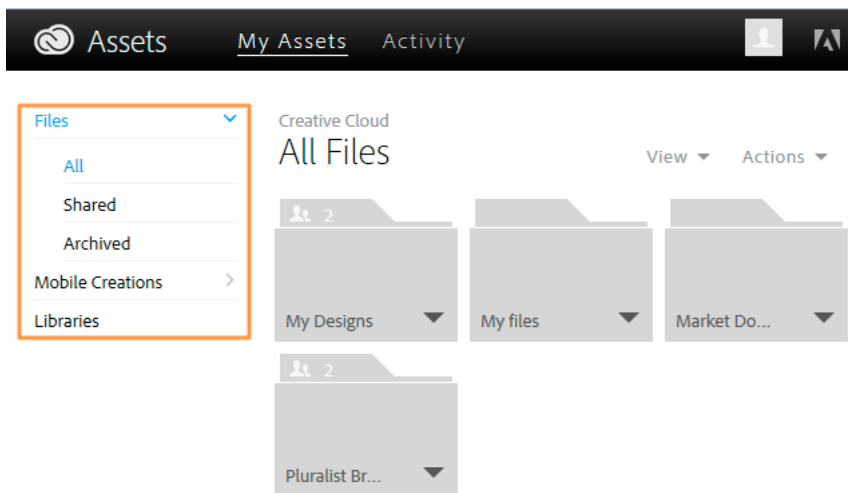 Assets My Assets Activity
Files
All
Shared
Archived
Mobile Creations
Libraries
Creative Cloud
All Files
View Actions
2
My Designs
My files
Market Do...
2
Pluralist Br...